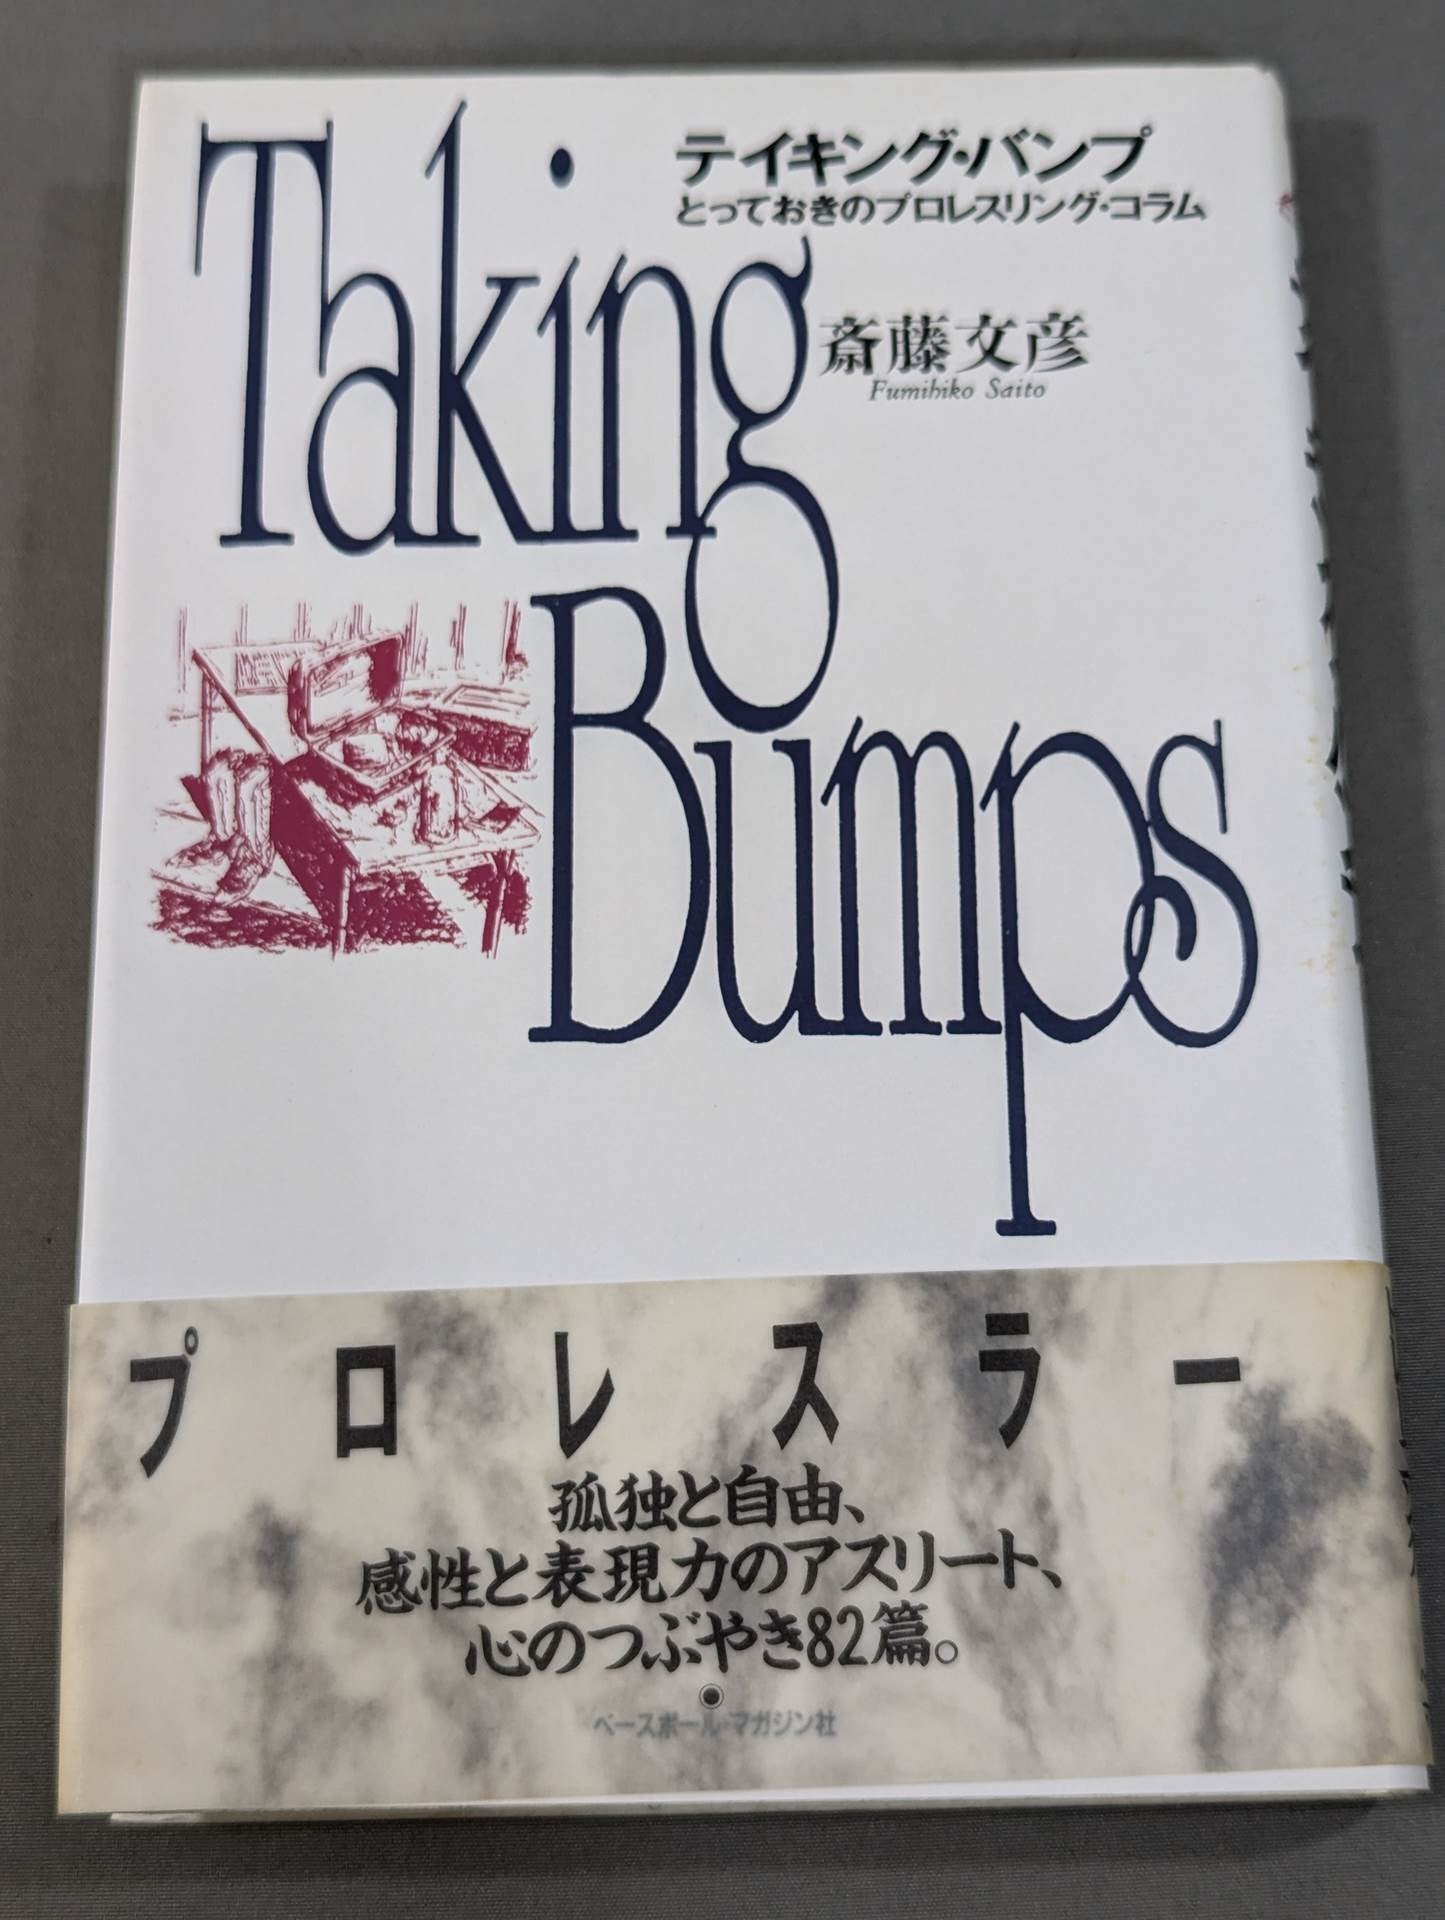 Taking
Bumps
テイキング・バンプ
とっておきのプロレスリング・コラム
斎藤文彦
Fumihiko Saito
プロレスラー
孤独と自由、
感性と表現力のアスリート、
心のつぶやき82篇。
ベースボール・マガジン社